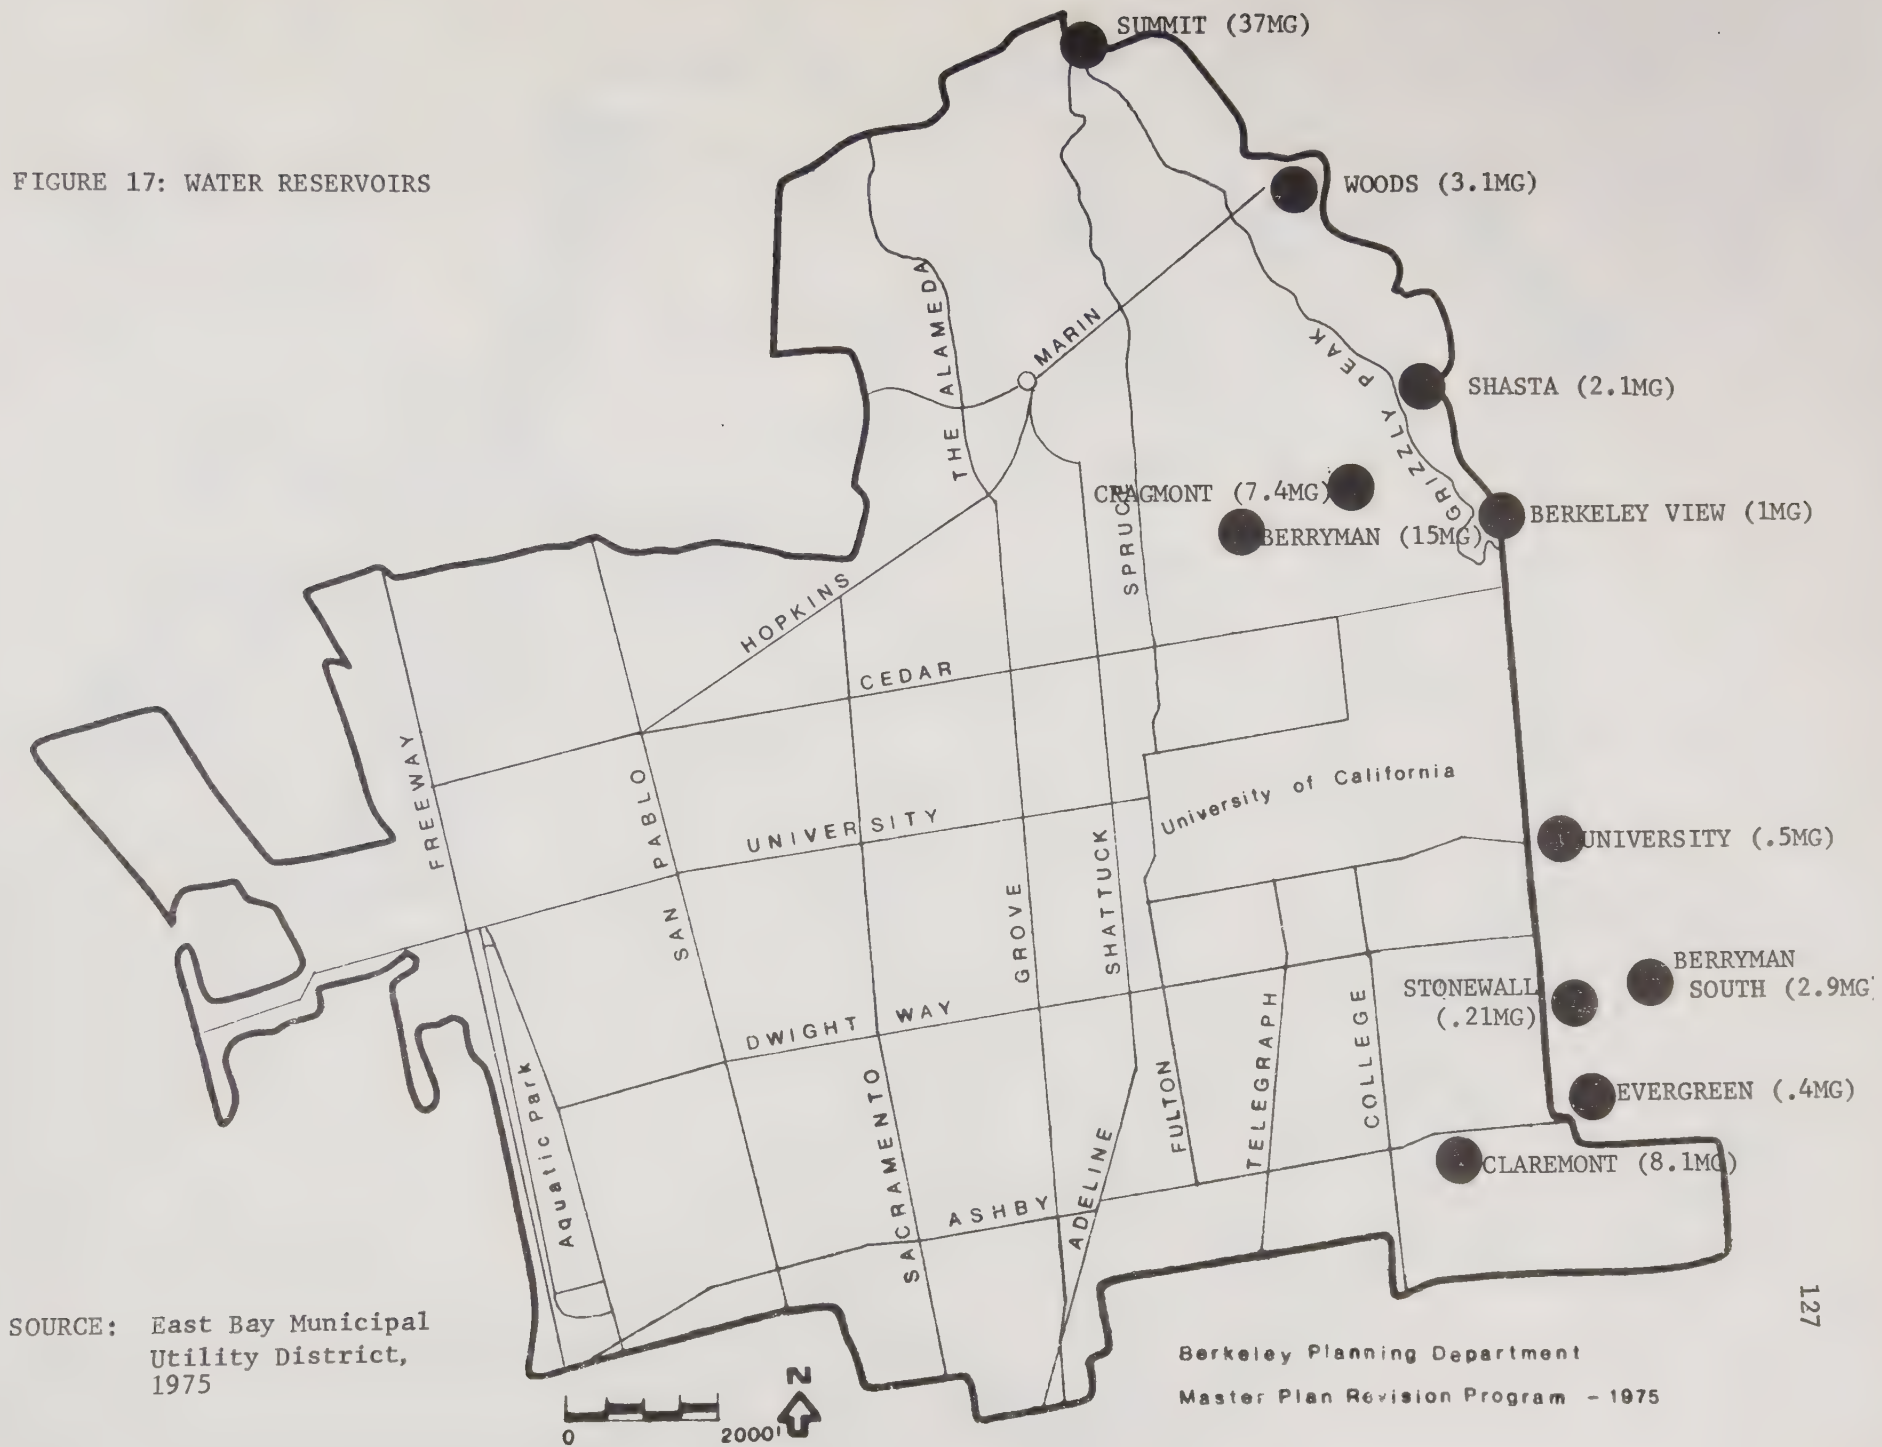 SUMMIT (37MG)
FIGURE 17: WATER RESERVOIRS
WOODS (3.1MG)
THE ALAMEDA
MARIN
GRIZZLY PEAK
SHASTA (2.1MG)
CRAGMONT (7.4MG)
SPRUCE
BERRYMAN (15MG)
BERKELEY VIEW (1MG)
HOPKINS
CEDAR
FREEWAY
SAN PABLO
UNIVERSITY
University of California
GROVE
SHATTUCK
UNIVERSITY (.5MG)
BERRYMAN
SOUTH (2.9MG
STONEWALL
(.21MG)
DWIGHT WAY
Aquatic Park
SACRAMENTO
ADELINE
FULTON
TELEGRAPH
COLLEGE
EVERGREEN (.4MG)
CLAREMONT (8.1MG)
ASHBY
SOURCE: East Bay Municipal
Utility District,
1975
0 2000'
N
Berkeley Planning Department
Master Plan Revision Program - 1975
127